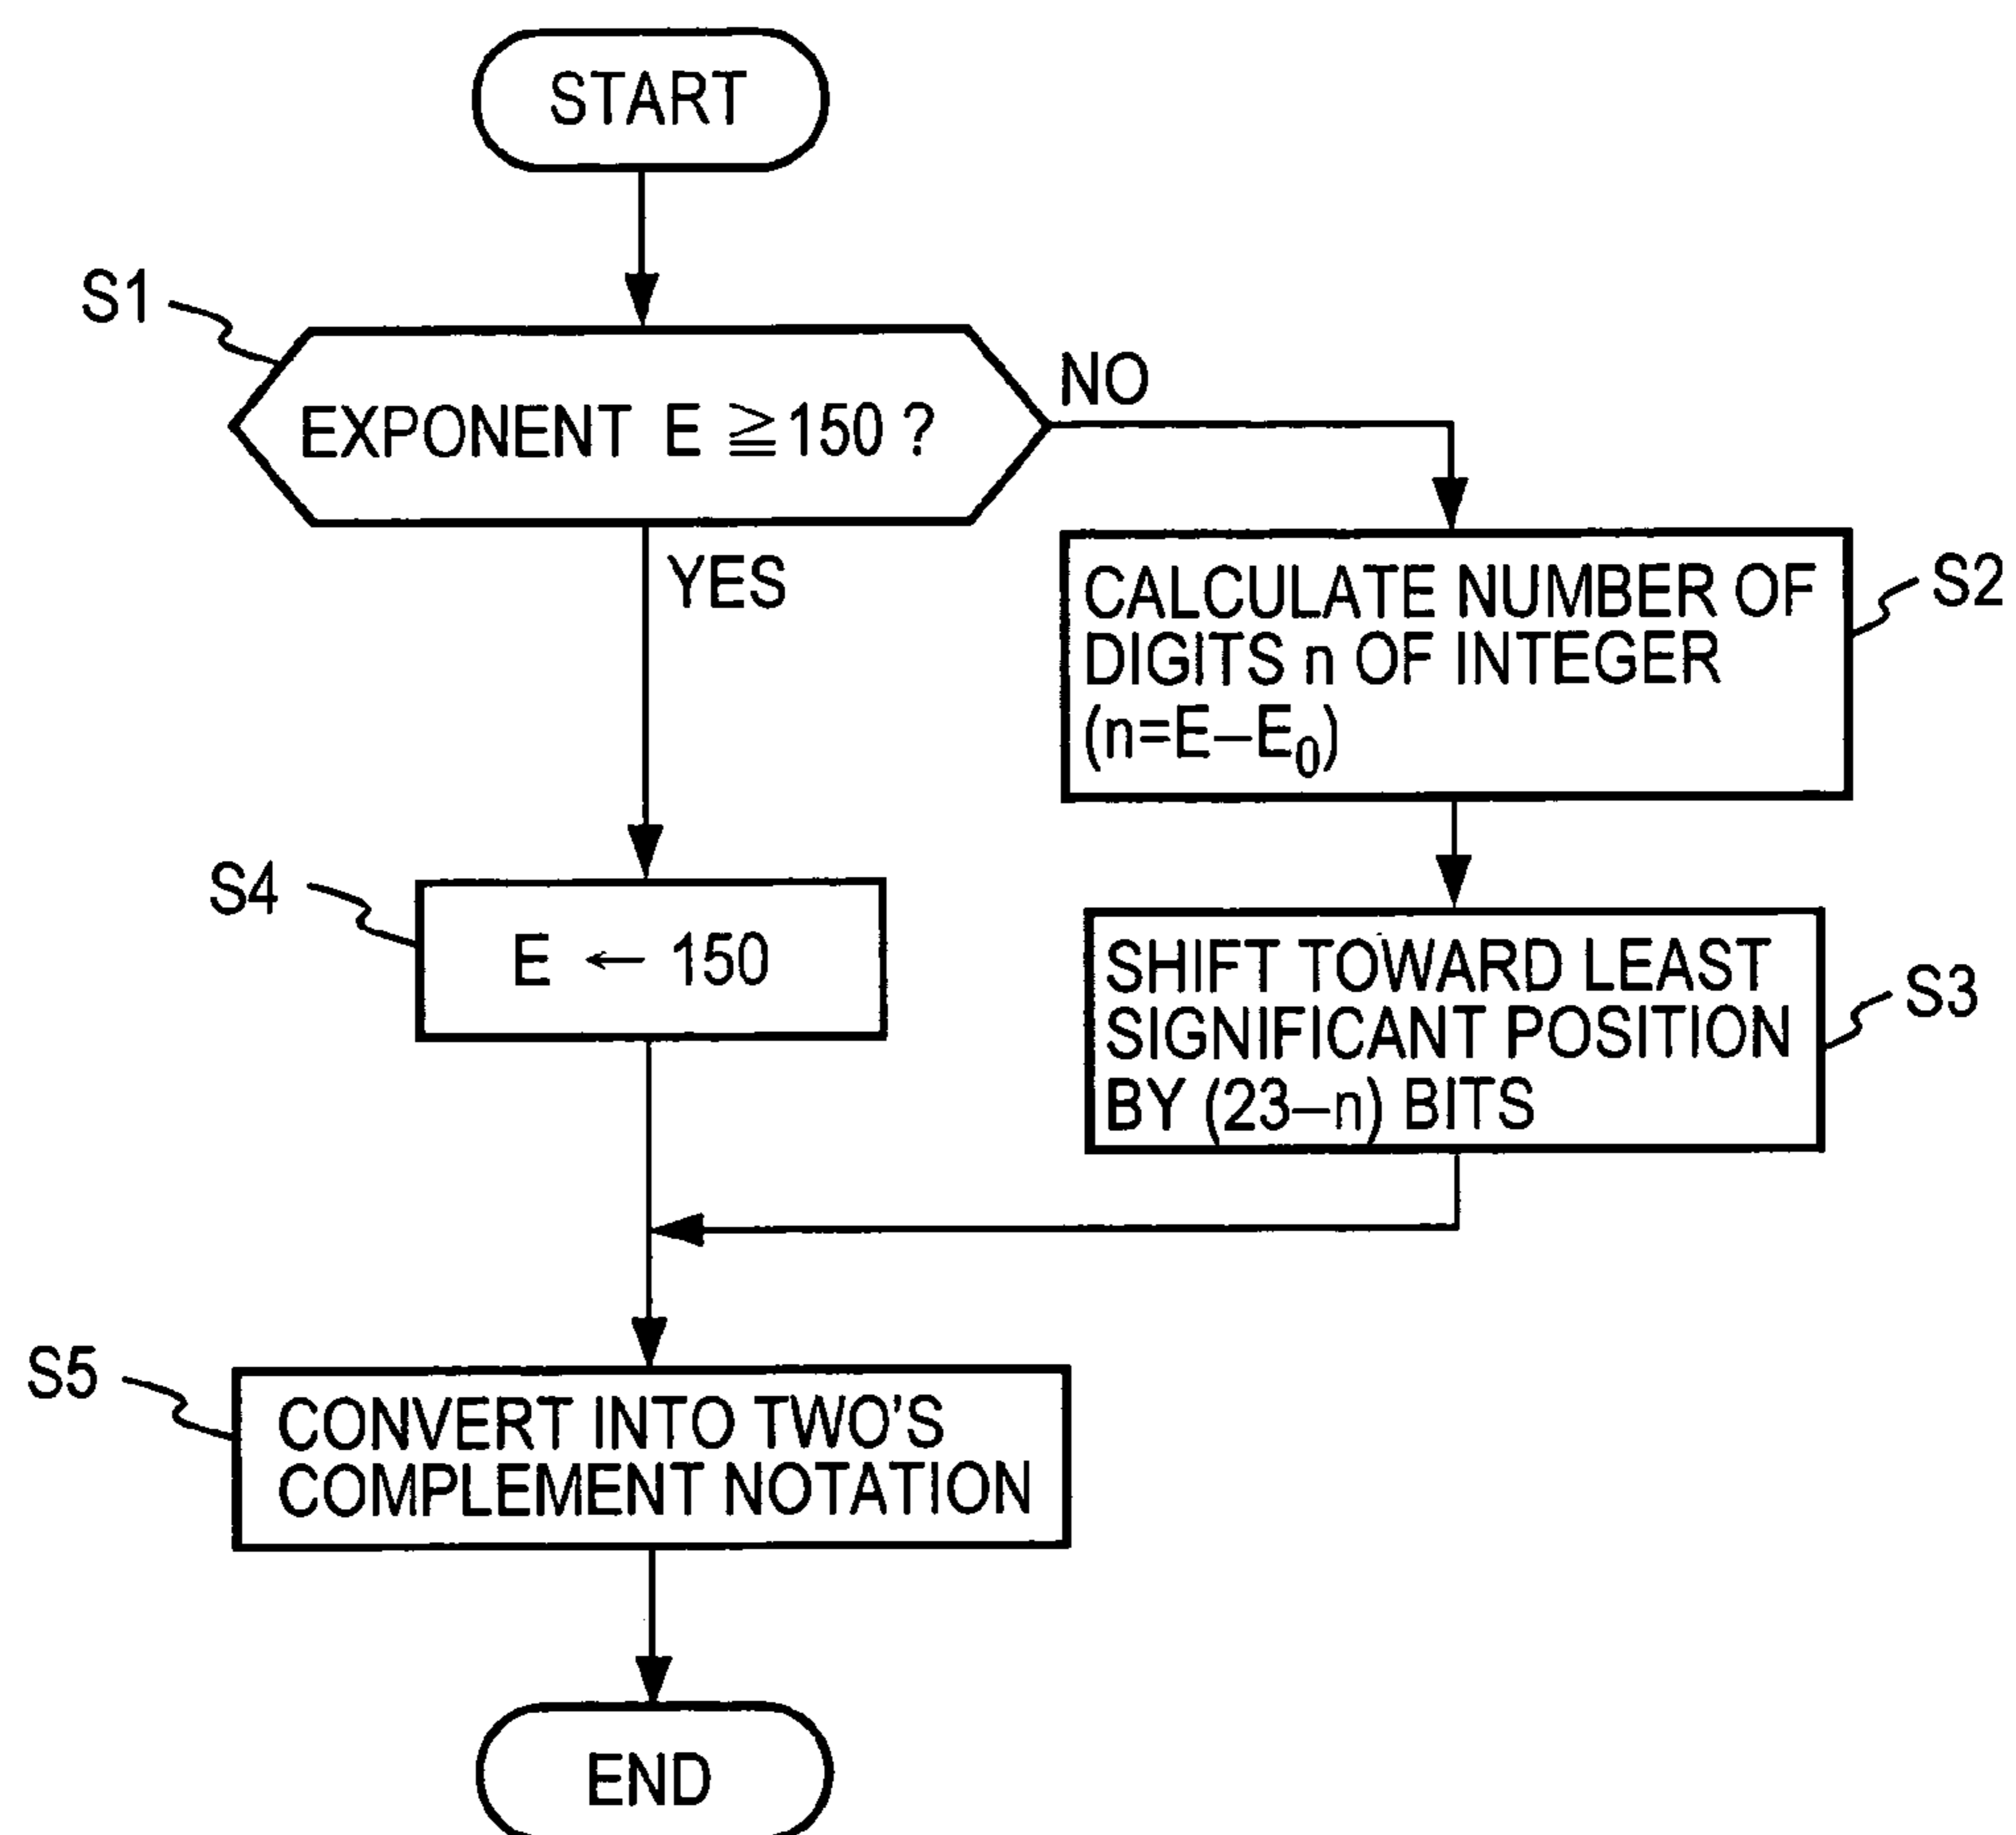 START
S1
EXPONENT E ≧ 150 ?
NO
YES
CALCULATE NUMBER OF
DIGITS n OF INTEGER
(n=E–E₀)
S2
S4
E ← 150
SHIFT TOWARD LEAST
SIGNIFICANT POSITION
BY (23–n) BITS
S3
S5
CONVERT INTO TWO'S
COMPLEMENT NOTATION
END